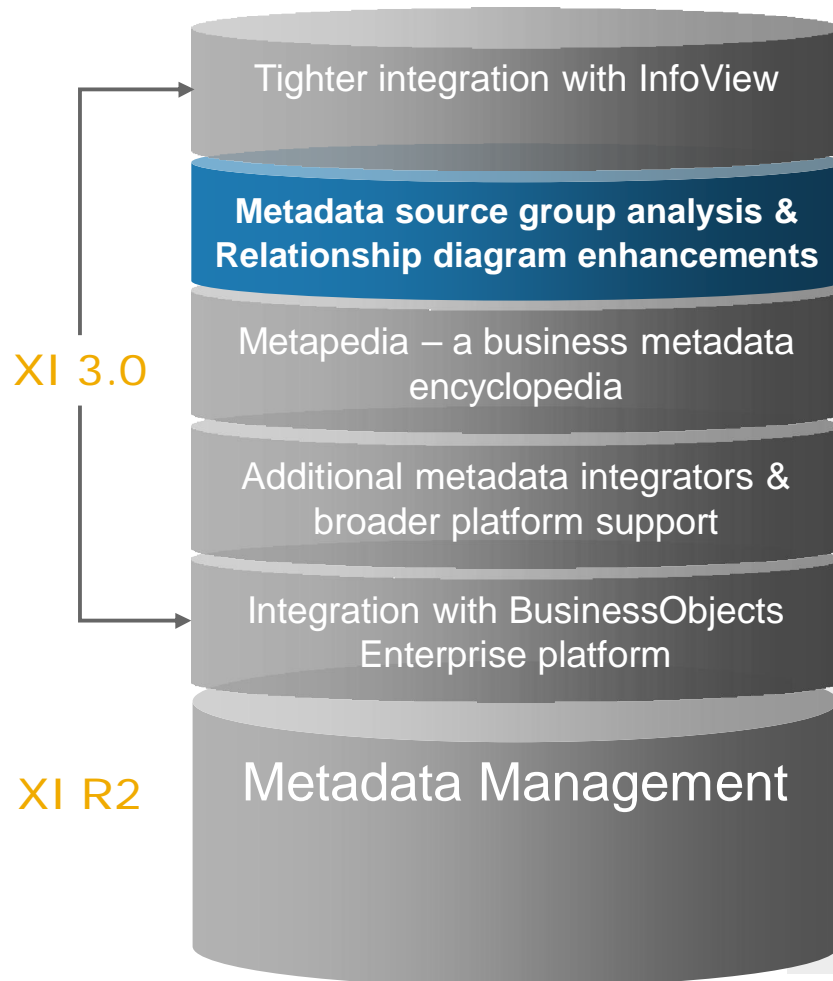 Tighter integration with InfoView
Metadata source group analysis &
Relationship diagram enhancements
Metapedia – a business metadata
encyclopedia
XI 3.0
Additional metadata integrators &
broader platform support
Integration with BusinessObjects
Enterprise platform
Metadata Management
XI R2